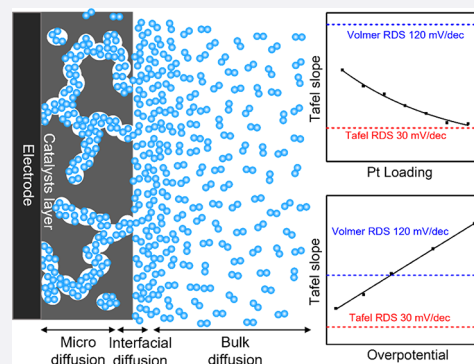 Electrode
Catalysts layer
Micro
diffusion
Interfacial
diffusion
Bulk
diffusion
Tafel slope
Volmer RDS 120 mV/dec
Tafel RDS 30 mV/dec
Pt Loading
Tafel slope
Volmer RDS 120 mV/dec
Tafel RDS 30 mV/dec
Overpotential